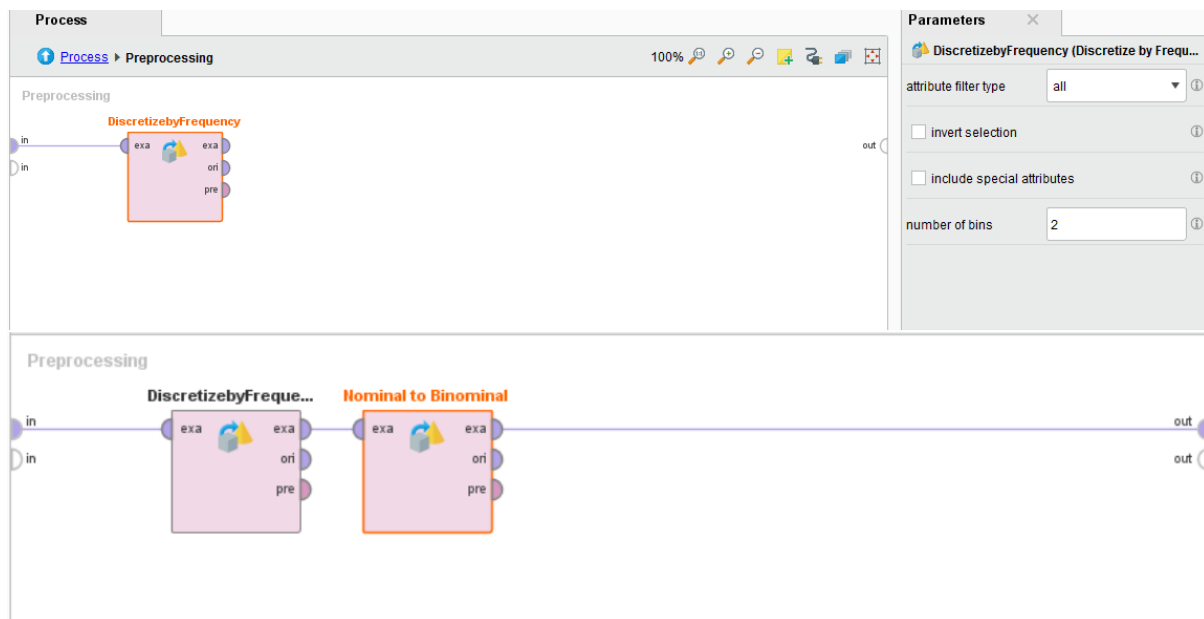 Process
Parameters
Process ▸ Preprocessing
100%
DiscretizebyFrequency (Discretize by Frequ...
attribute filter type
all
invert selection
include special attributes
number of bins
2
Preprocessing
DiscretizebyFrequency
in
exa
exa
out
in
ori
pre
Preprocessing
DiscretizebyFreque...
Nominal to Binominal
in
exa
exa
exa
exa
out
in
ori
ori
out
pre
pre